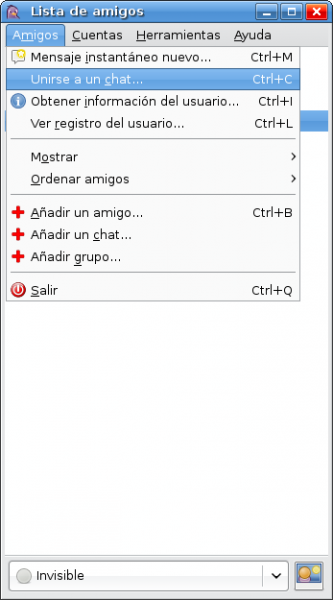 Lista de amigos
Amigos Cuentas Herramientas Ayuda
Mensaje instantáneo nuevo... Ctrl+M
Unirse a un chat... Ctrl+C
Obtener información del usuario... Ctrl+I
Ver registro del usuario... Ctrl+L
Mostrar
Ordenar amigos
Añadir un amigo... Ctrl+B
Añadir un chat...
Añadir grupo...
Salir Ctrl+Q
Invisible